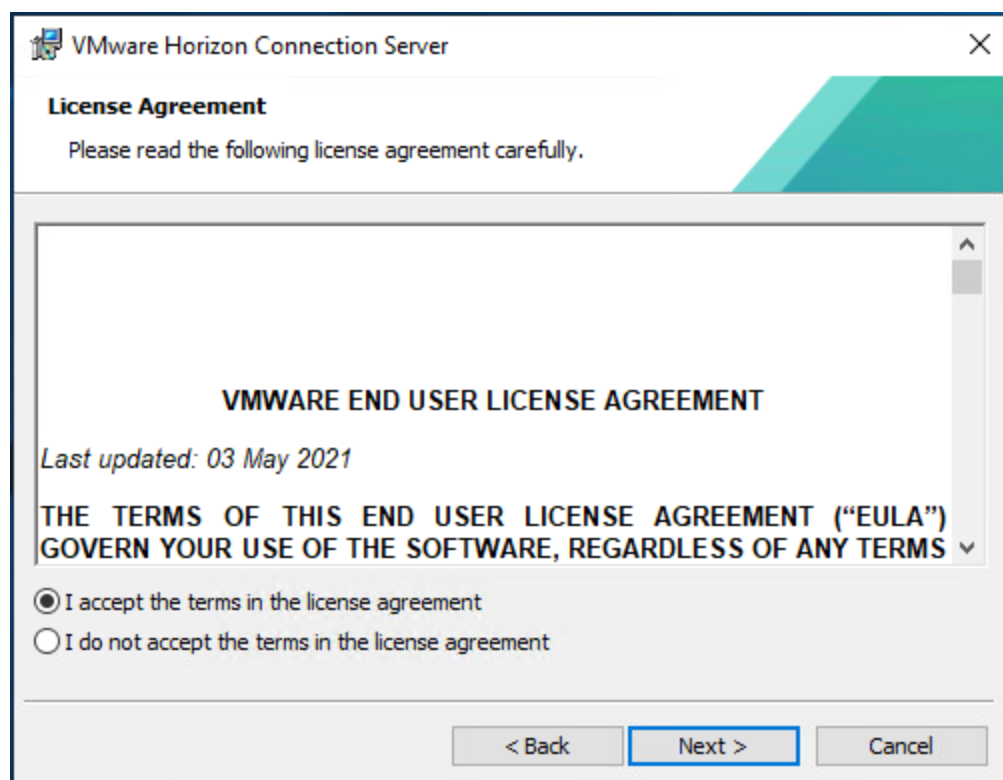 VMware Horizon Connection Server
License Agreement
Please read the following license agreement carefully.
VMWARE END USER LICENSE AGREEMENT
Last updated: 03 May 2021
THE TERMS OF THIS END USER LICENSE AGREEMENT (“EULA”)
GOVERN YOUR USE OF THE SOFTWARE, REGARDLESS OF ANY TERMS
I accept the terms in the license agreement
I do not accept the terms in the license agreement
< Back
Next >
Cancel